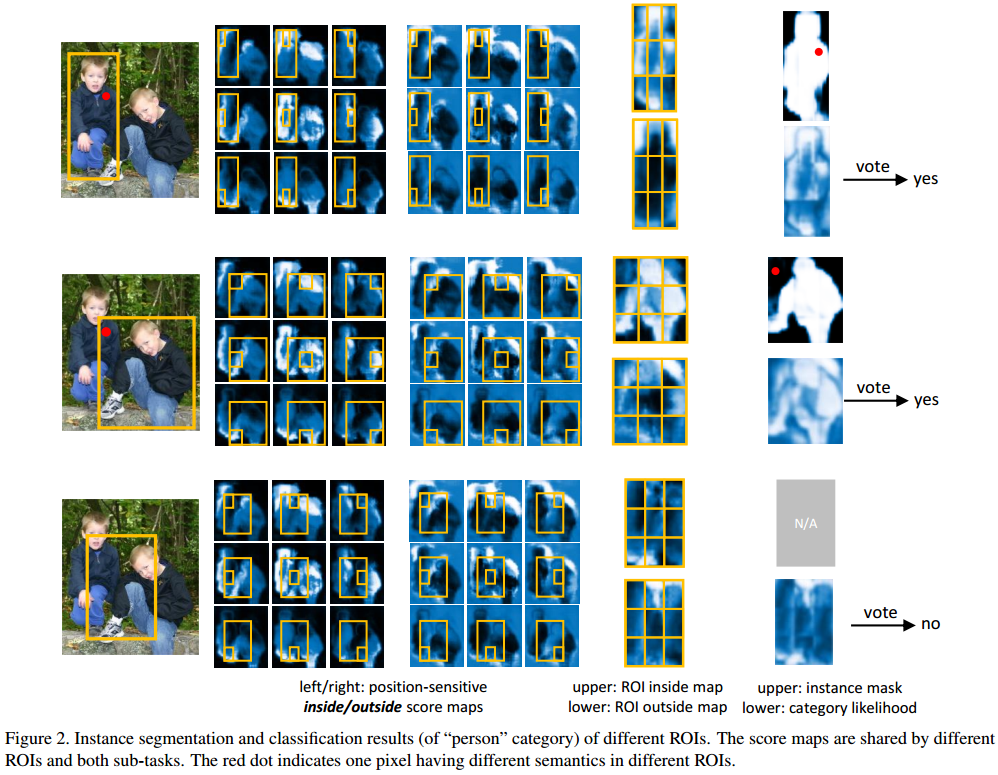 vote
yes
vote
yes
N/A
vote
no
left/right: position-sensitive
inside/outside score maps
upper: ROI inside map
lower: ROI outside map
upper: instance mask
lower: category likelihood
Figure 2. Instance segmentation and classification results (of “person” category) of different ROIs. The score maps are shared by different
ROIs and both sub-tasks. The red dot indicates one pixel having different semantics in different ROIs.